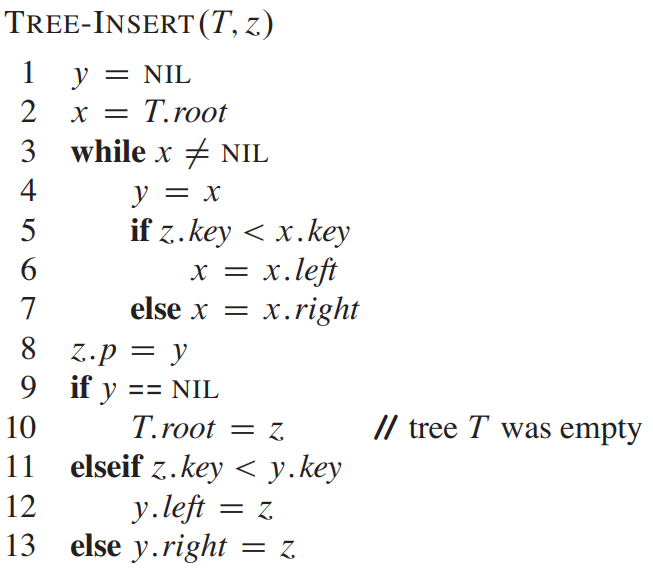 TREE-INSERT(T, z)
1 y = NIL
2 x = T.root
3 while x ≠ NIL
4 y = x
5 if z.key < x.key
6 x = x.left
7 else x = x.right
8 z.p = y
9 if y == NIL
10 T.root = z // tree T was empty
11 elseif z.key < y.key
12 y.left = z
13 else y.right = z